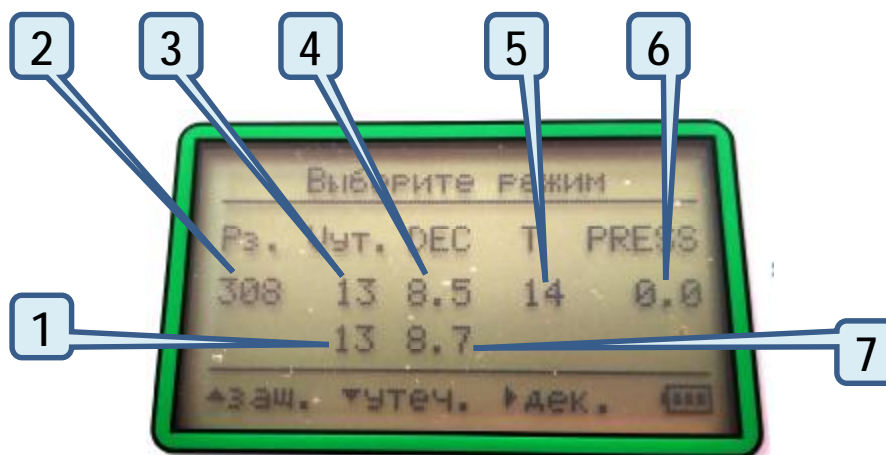 2 3 4 5 6
Выберите режим
Рз. Уут. DEC T PRESS
308 13 8.5 14 0.0
1 13 8.7 7
▲защ. ▼утеч. ▶дек.